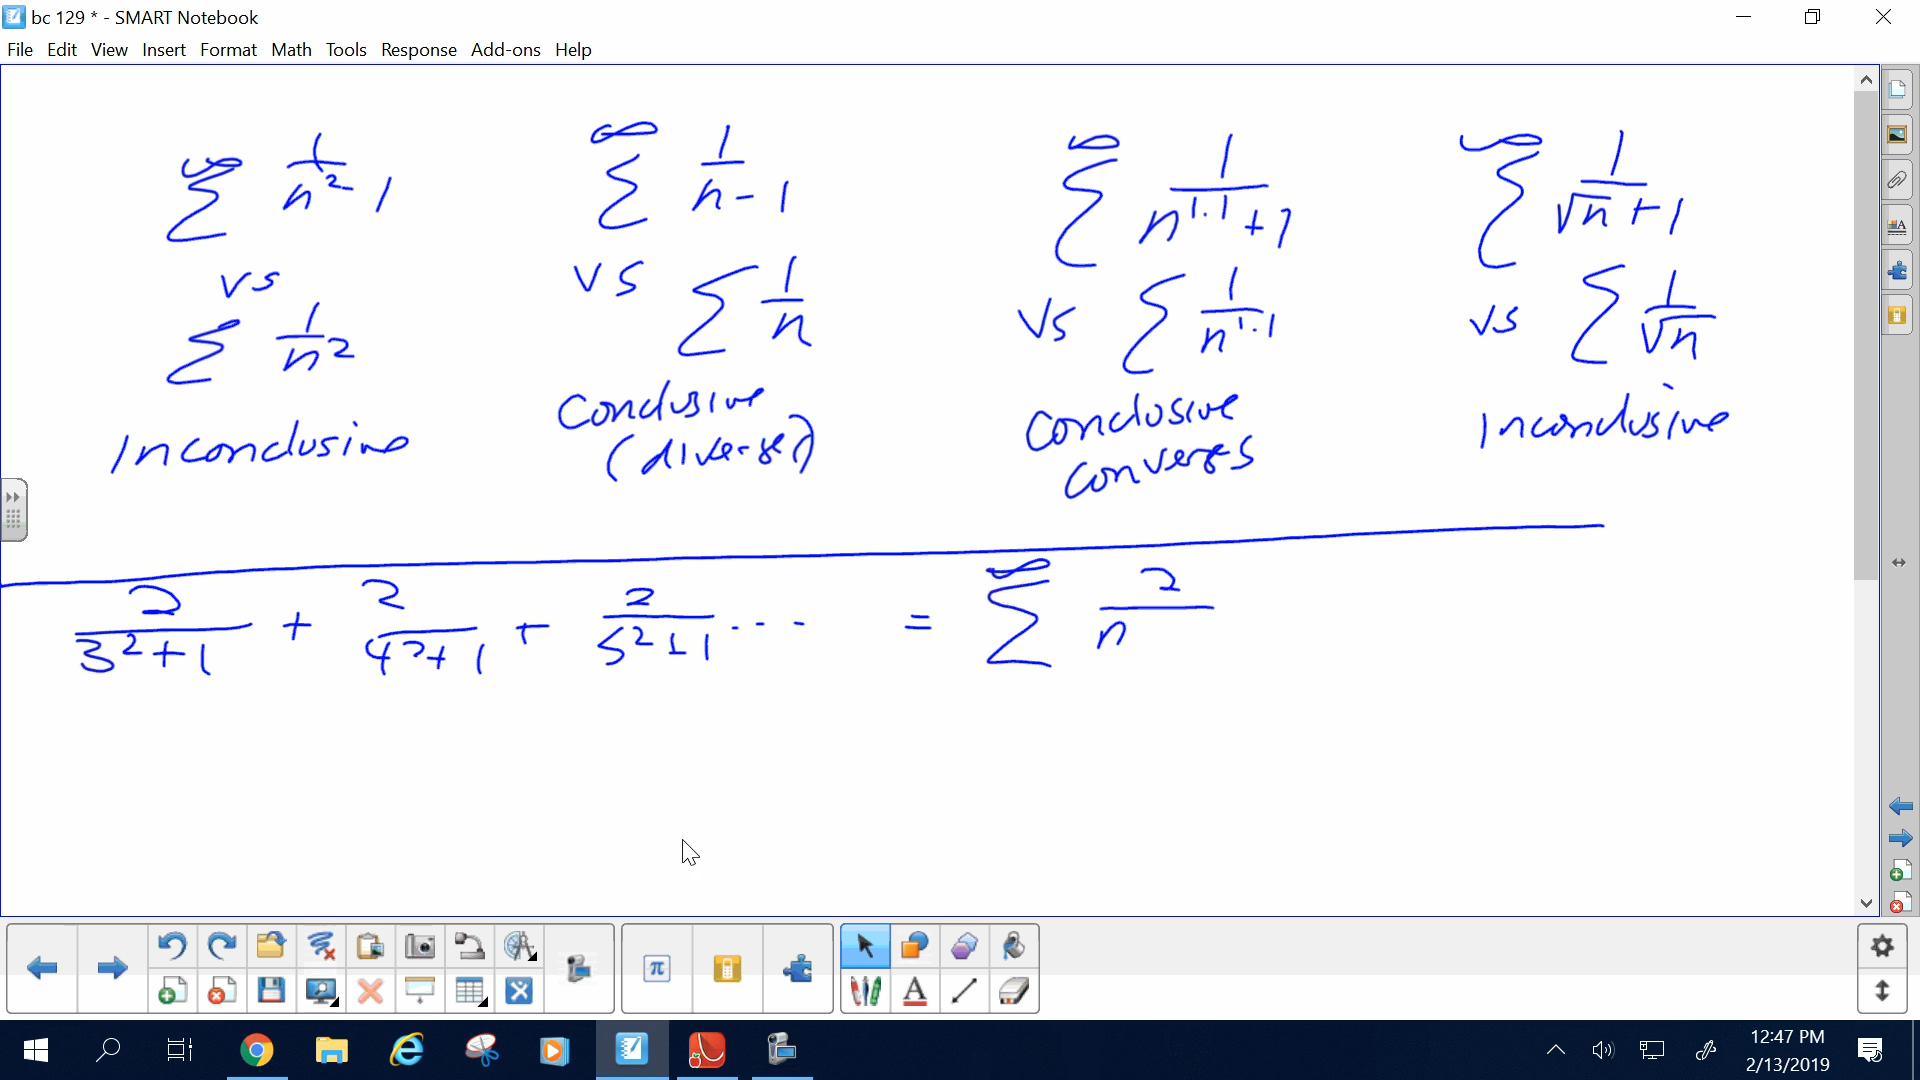 bc 129 * - SMART Notebook
File Edit View Insert Format Math Tools Response Add-ons Help
∞ ∑ 1/(n² - 1)
vs
∑ 1/n²
Inconclusive
∞ ∑ 1/(n - 1)
vs ∑ 1/n
Conclusive
(diverges)
∞ ∑ 1/(n^1.1 + 1)
vs ∑ 1/n^1.1
Conclusive
converges
∞ ∑ 1/(√n + 1)
vs ∑ 1/√n
Inconclusive
2/(3² + 1) + 2/(4² + 1) + 2/(5² + 1) ... = ∞ ∑ 2/n
π
A
12:47 PM
2/13/2019